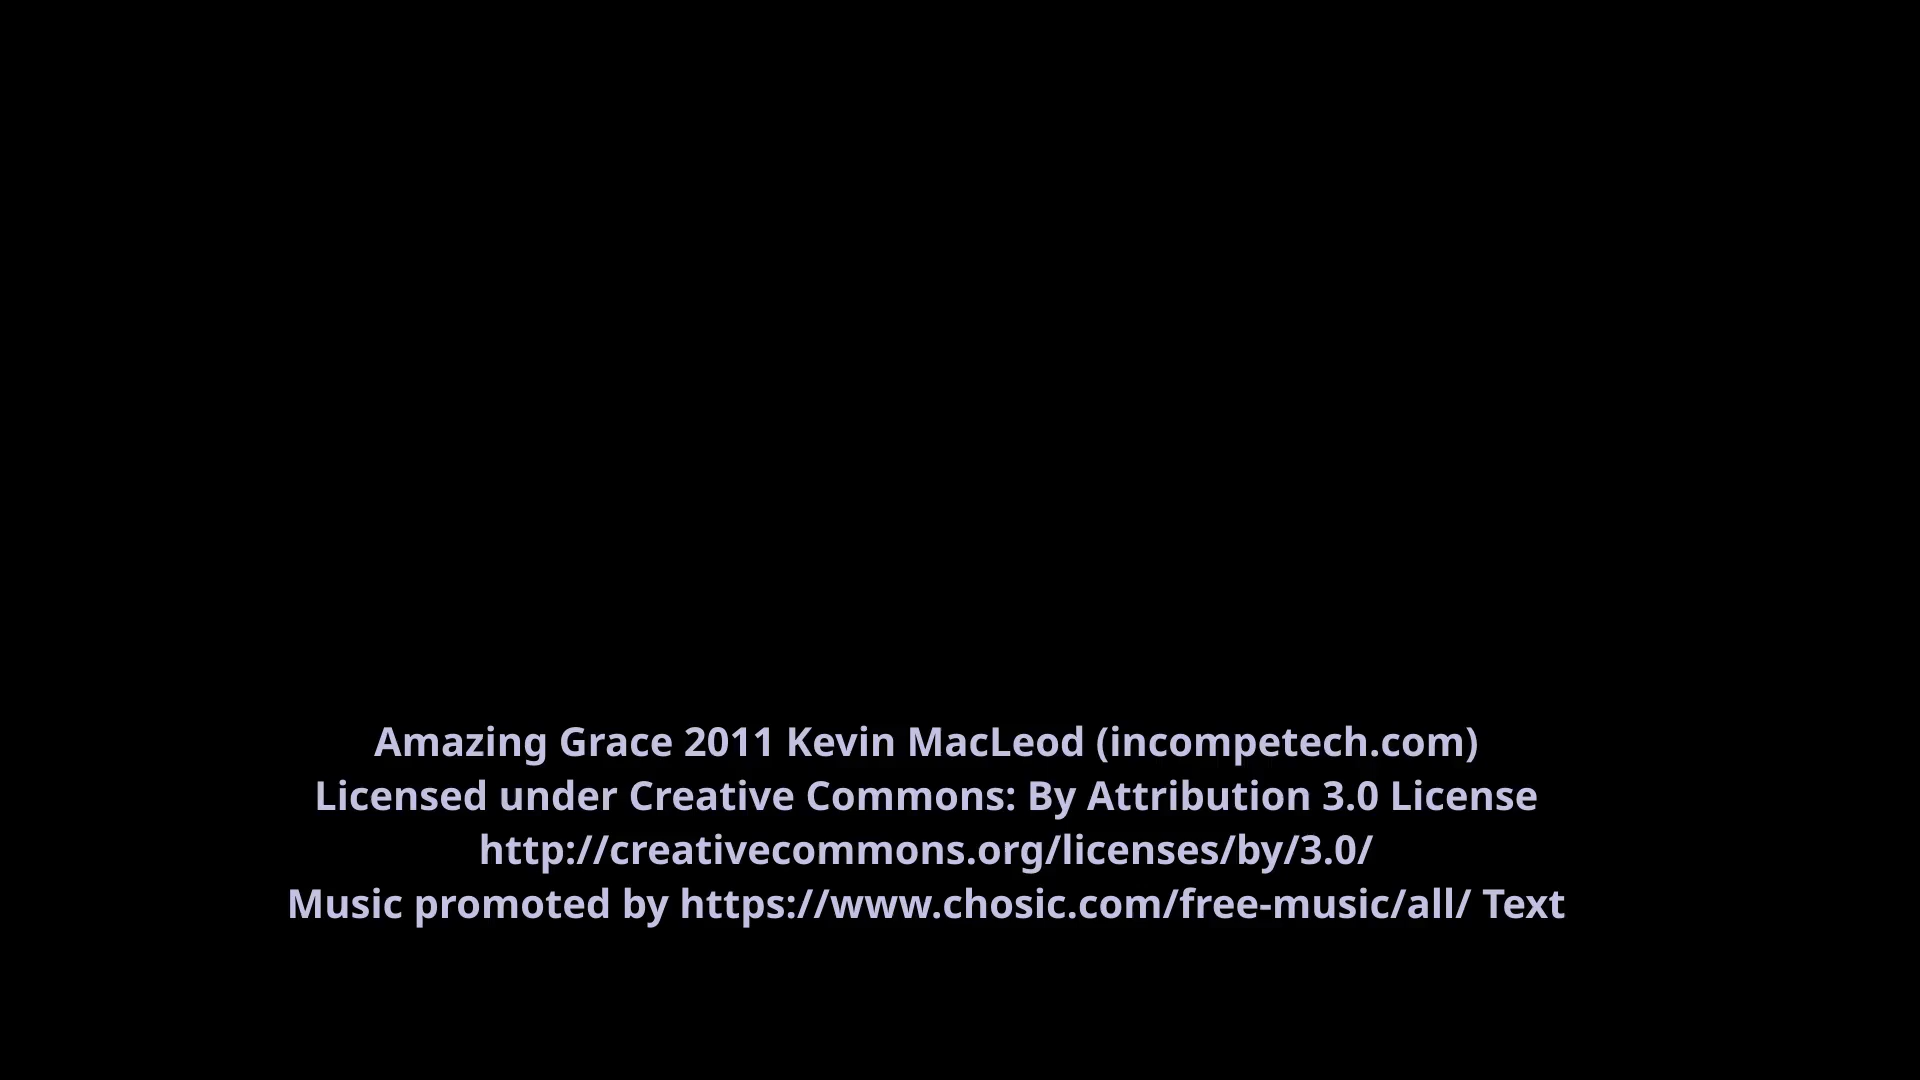 Amazing Grace 2011 Kevin MacLeod (incompetech.com)
Licensed under Creative Commons: By Attribution 3.0 License
http://creativecommons.org/licenses/by/3.0/
Music promoted by https://www.chosic.com/free-music/all/ Text